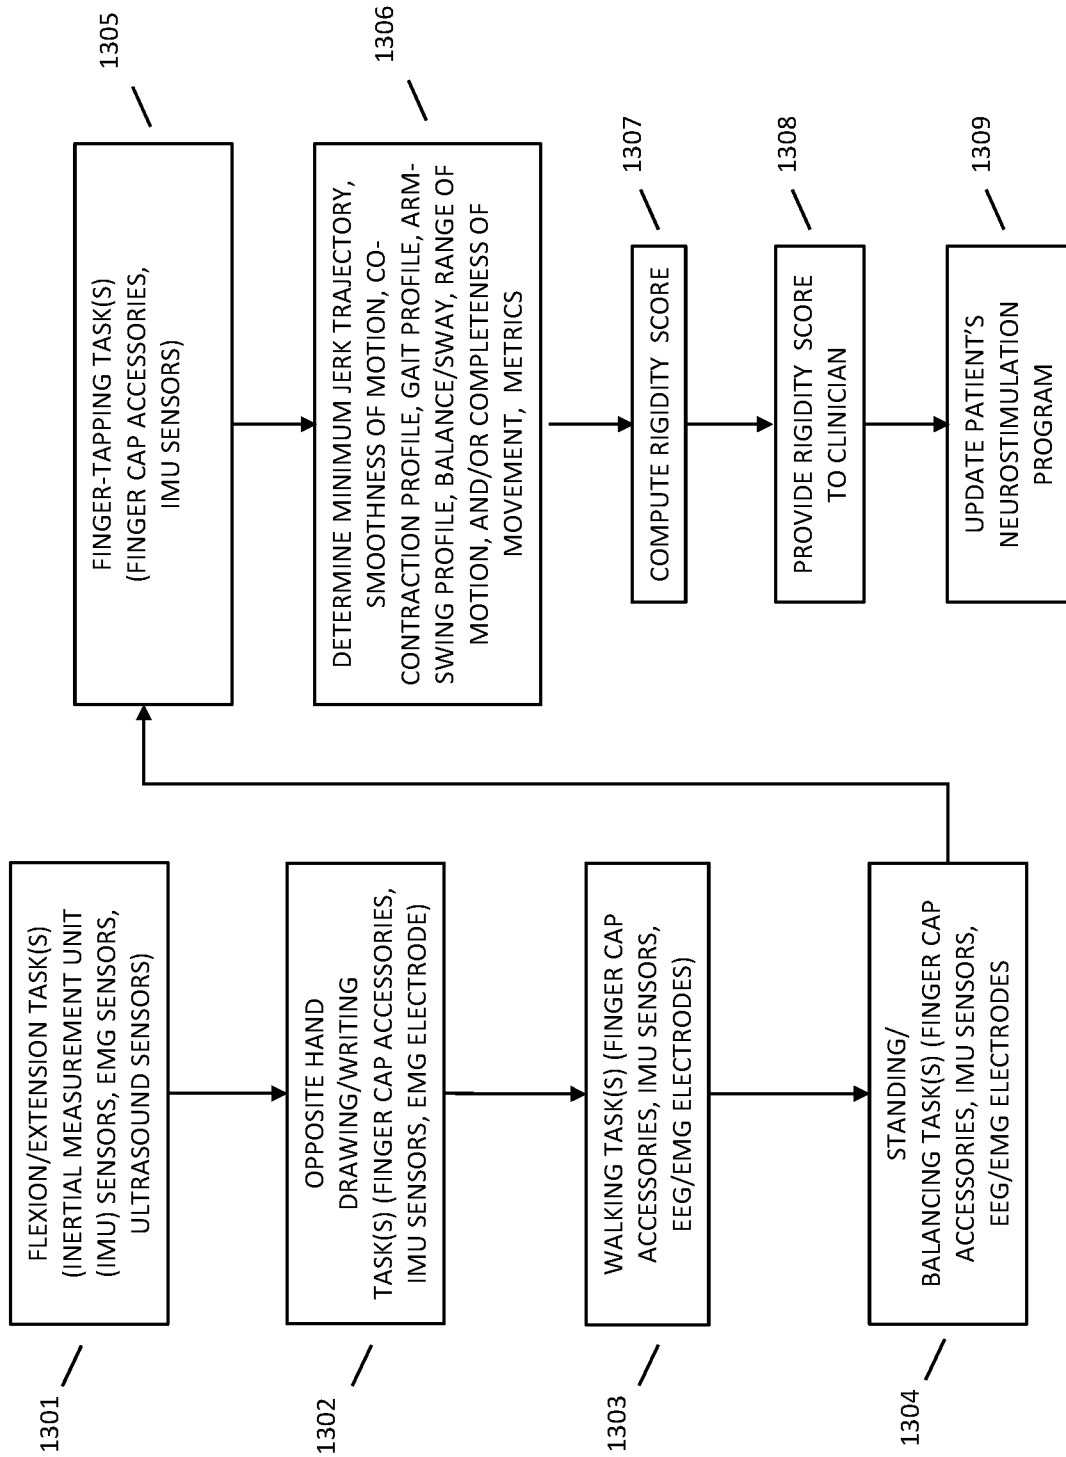 1301
FLEXION/EXTENSION TASK(S)
(INERTIAL MEASUREMENT UNIT
(IMU) SENSORS, EMG SENSORS,
ULTRASOUND SENSORS)
1302
OPPOSITE HAND
DRAWING/WRITING
TASK(S) (FINGER CAP ACCESSORIES,
IMU SENSORS, EMG ELECTRODE)
1303
WALKING TASK(S) (FINGER CAP
ACCESSORIES, IMU SENSORS,
EEG/EMG ELECTRODES)
1304
STANDING/
BALANCING TASK(S) (FINGER CAP
ACCESSORIES, IMU SENSORS,
EEG/EMG ELECTRODES
1305
FINGER-TAPPING TASK(S)
(FINGER CAP ACCESSORIES,
IMU SENSORS)
1306
DETERMINE MINIMUM JERK TRAJECTORY,
SMOOTHNESS OF MOTION, CO-
CONTRACTION PROFILE, GAIT PROFILE, ARM-
SWING PROFILE, BALANCE/SWAY, RANGE OF
MOTION, AND/OR COMPLETENESS OF
MOVEMENT, METRICS
1307
COMPUTE RIGIDITY SCORE
1308
PROVIDE RIGIDITY SCORE
TO CLINICIAN
1309
UPDATE PATIENT'S
NEUROSTIMULATION
PROGRAM